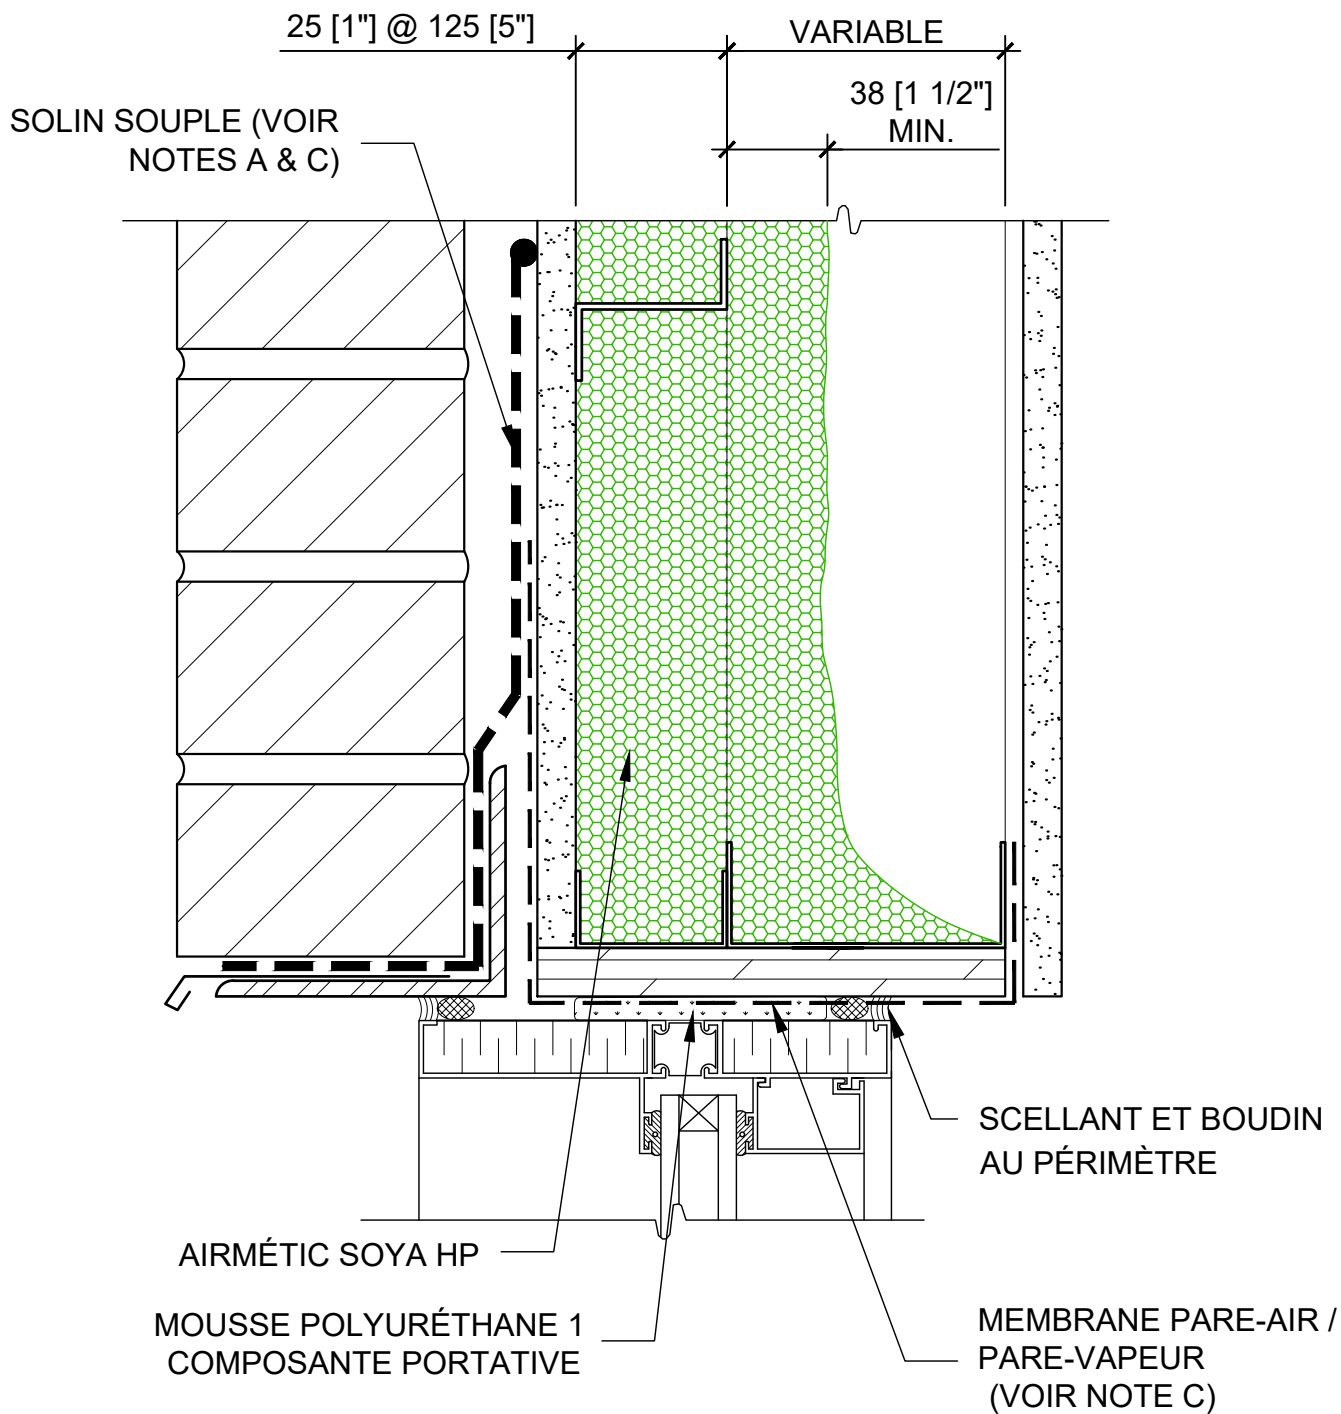 25 [1"] @ 125 [5"]
VARIABLE
38 [1 1/2"]
MIN.
SOLIN SOUPLE (VOIR
NOTES A & C)
SCELLANT ET BOUDIN
AU PÉRIMÈTRE
AIRMÉTIC SOYA HP
MOUSSE POLYURÉTHANE 1
COMPOSANTE PORTATIVE
MEMBRANE PARE-AIR /
PARE-VAPEUR
(VOIR NOTE C)